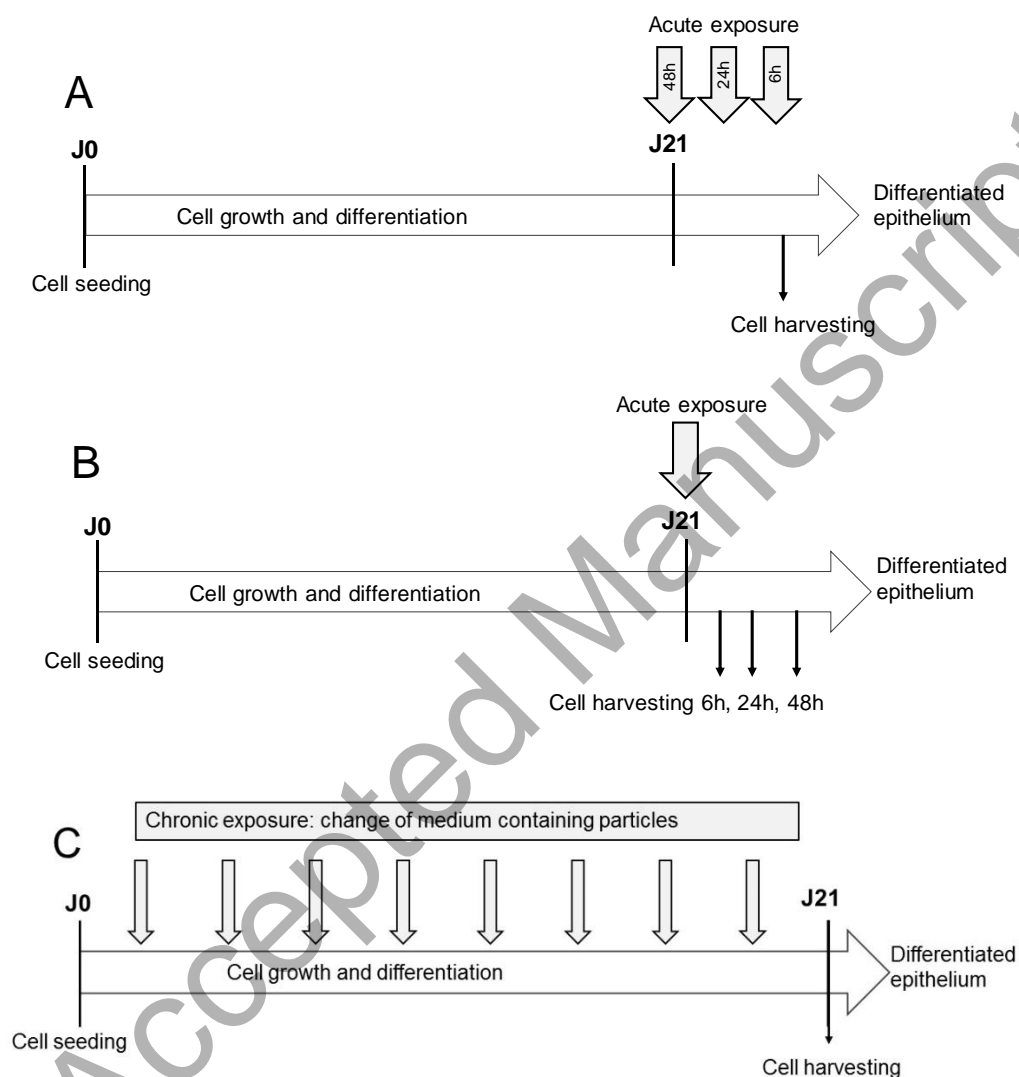 Acute exposure
48h
24h
6h
A
J0
J21
Cell growth and differentiation
Differentiated
epithelium
Cell seeding
Cell harvesting
Acute exposure
B
J0
J21
Cell growth and differentiation
Differentiated
epithelium
Cell seeding
Cell harvesting 6h, 24h, 48h
Chronic exposure: change of medium containing particles
C
J0
J21
Cell growth and differentiation
Differentiated
epithelium
Cell seeding
Cell harvesting
Accepted Manuscript